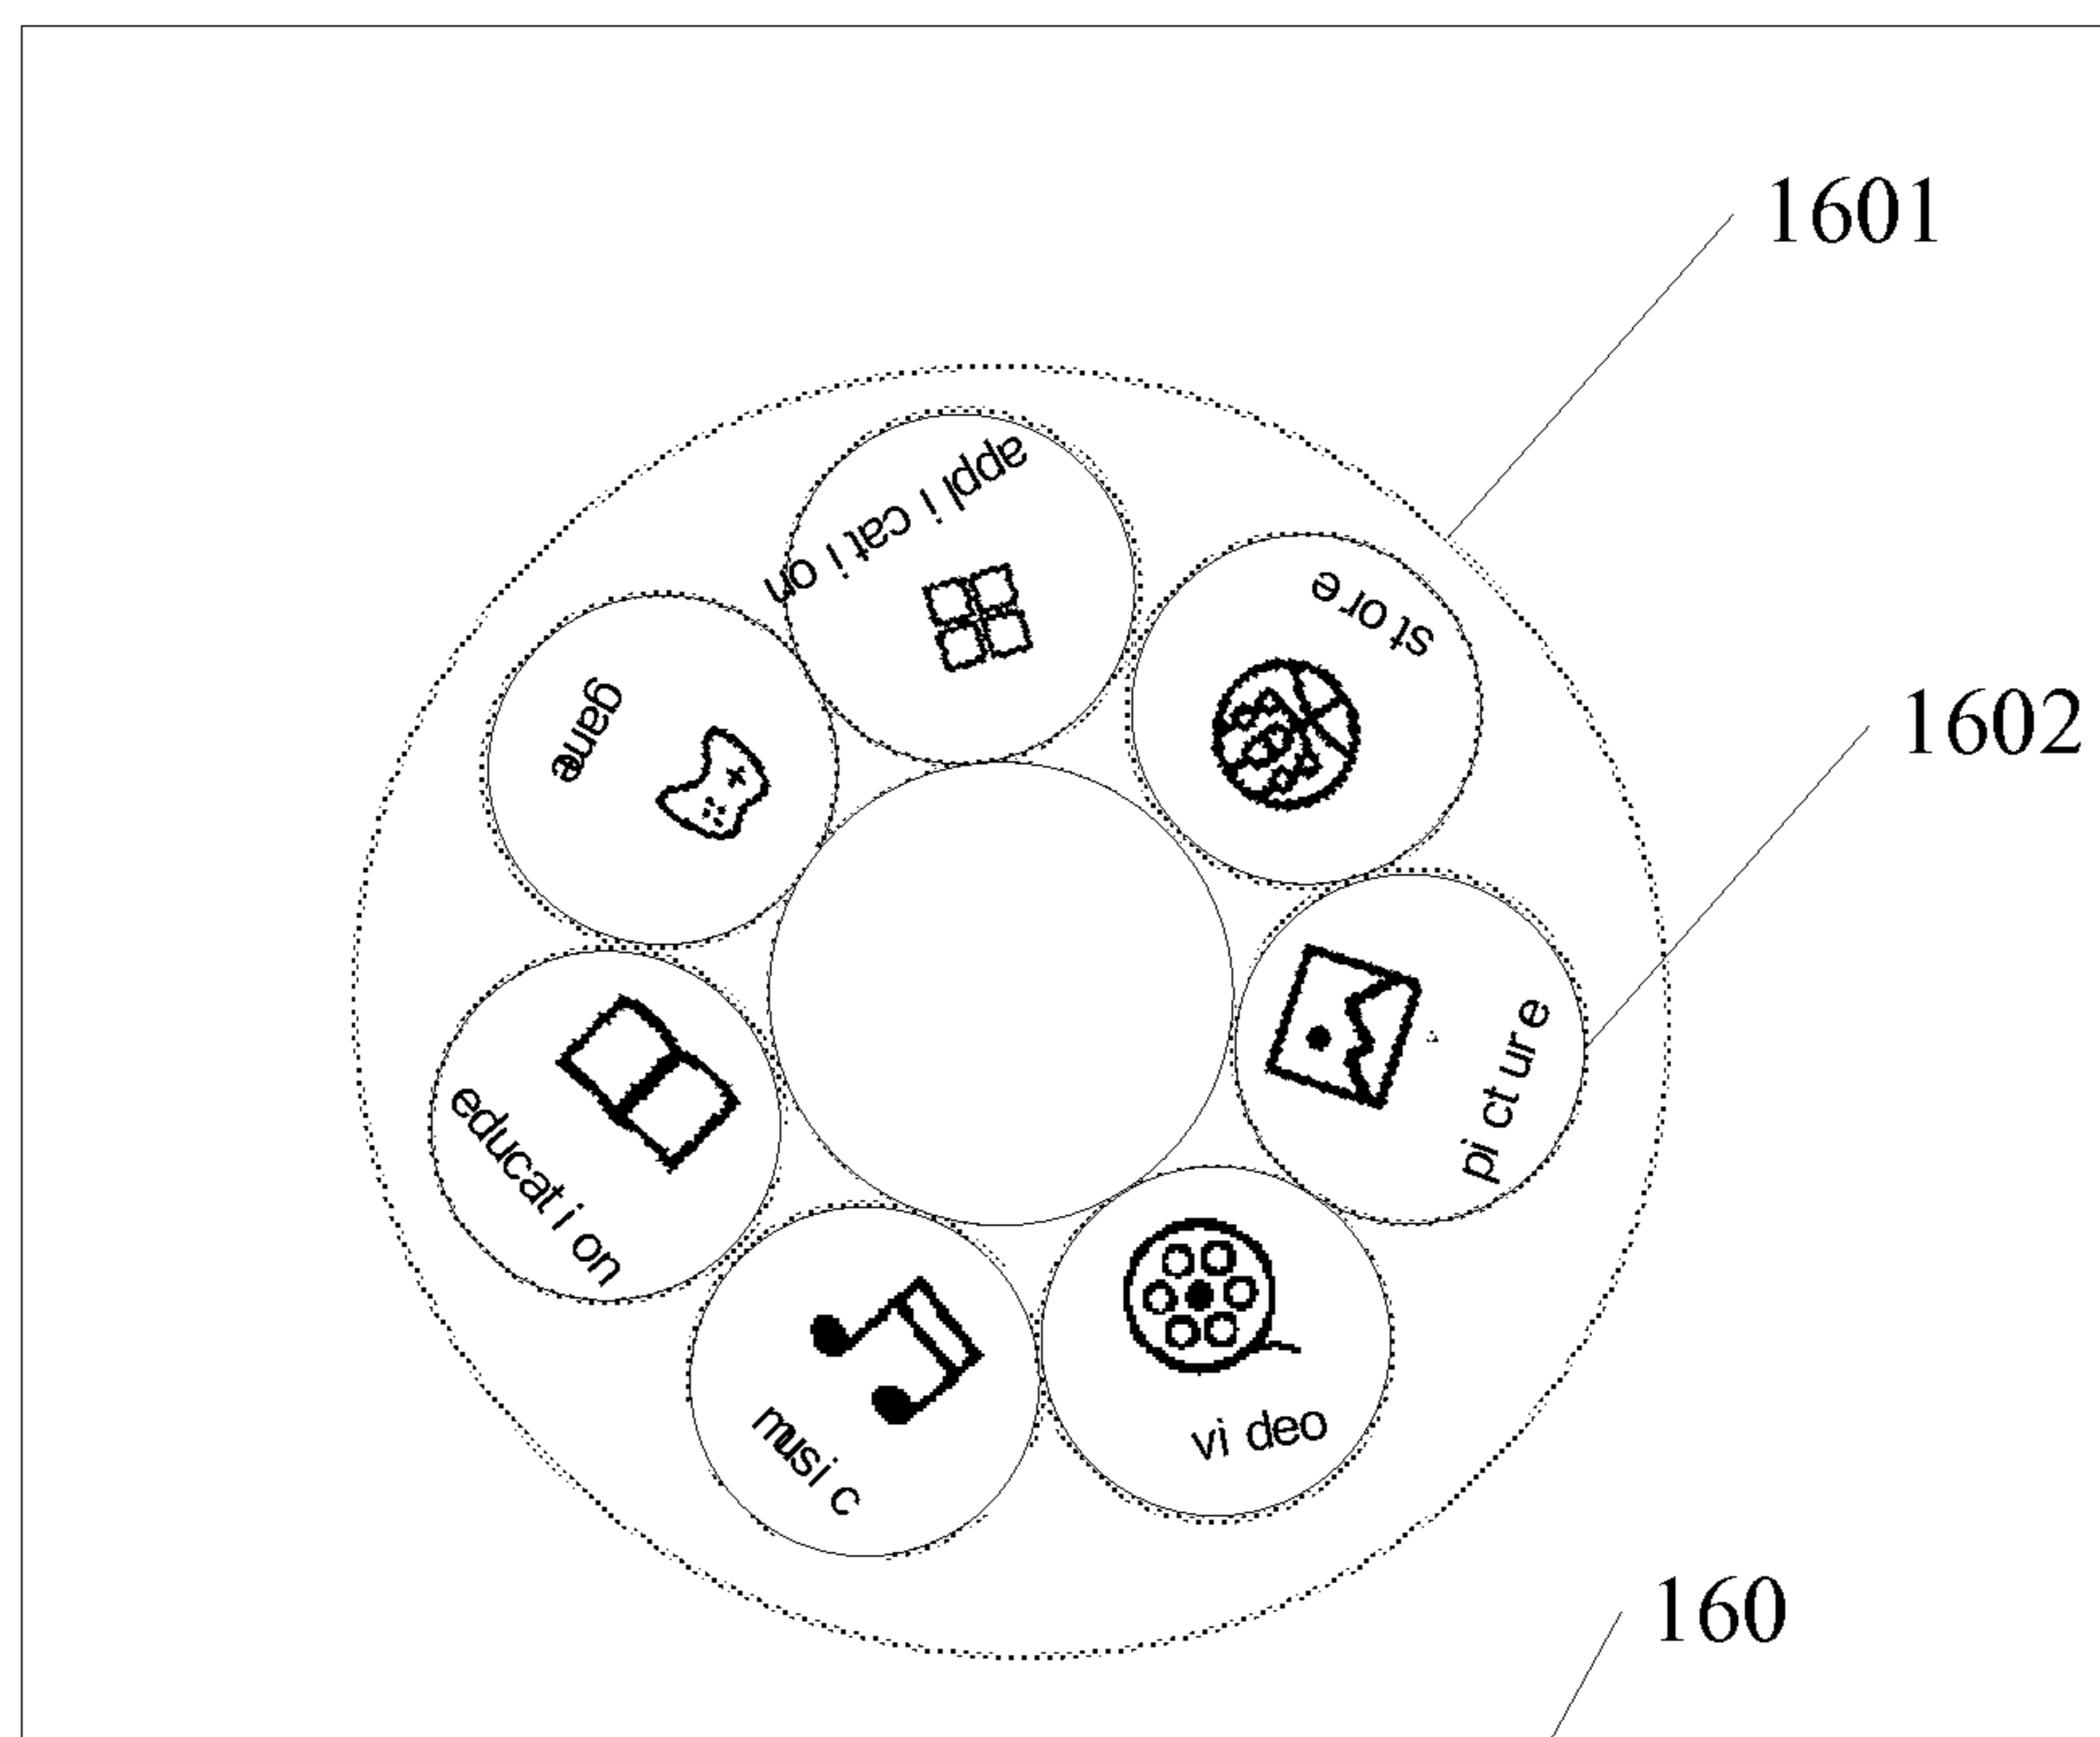 1601
application
store
game
1602
picture
education
video
music
160